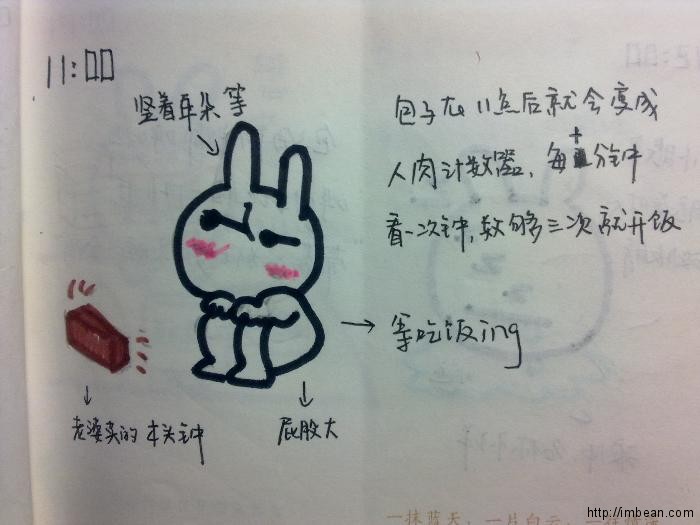 11:00
竖着耳朵等
包子在11点后就会变成
人肉计数器,每十分钟
看一次钟,数够三次就开饭
等吃饭ing
老婆买的木头钟
屁股大
一抹蓝天,一片白云,
http://imbean.com